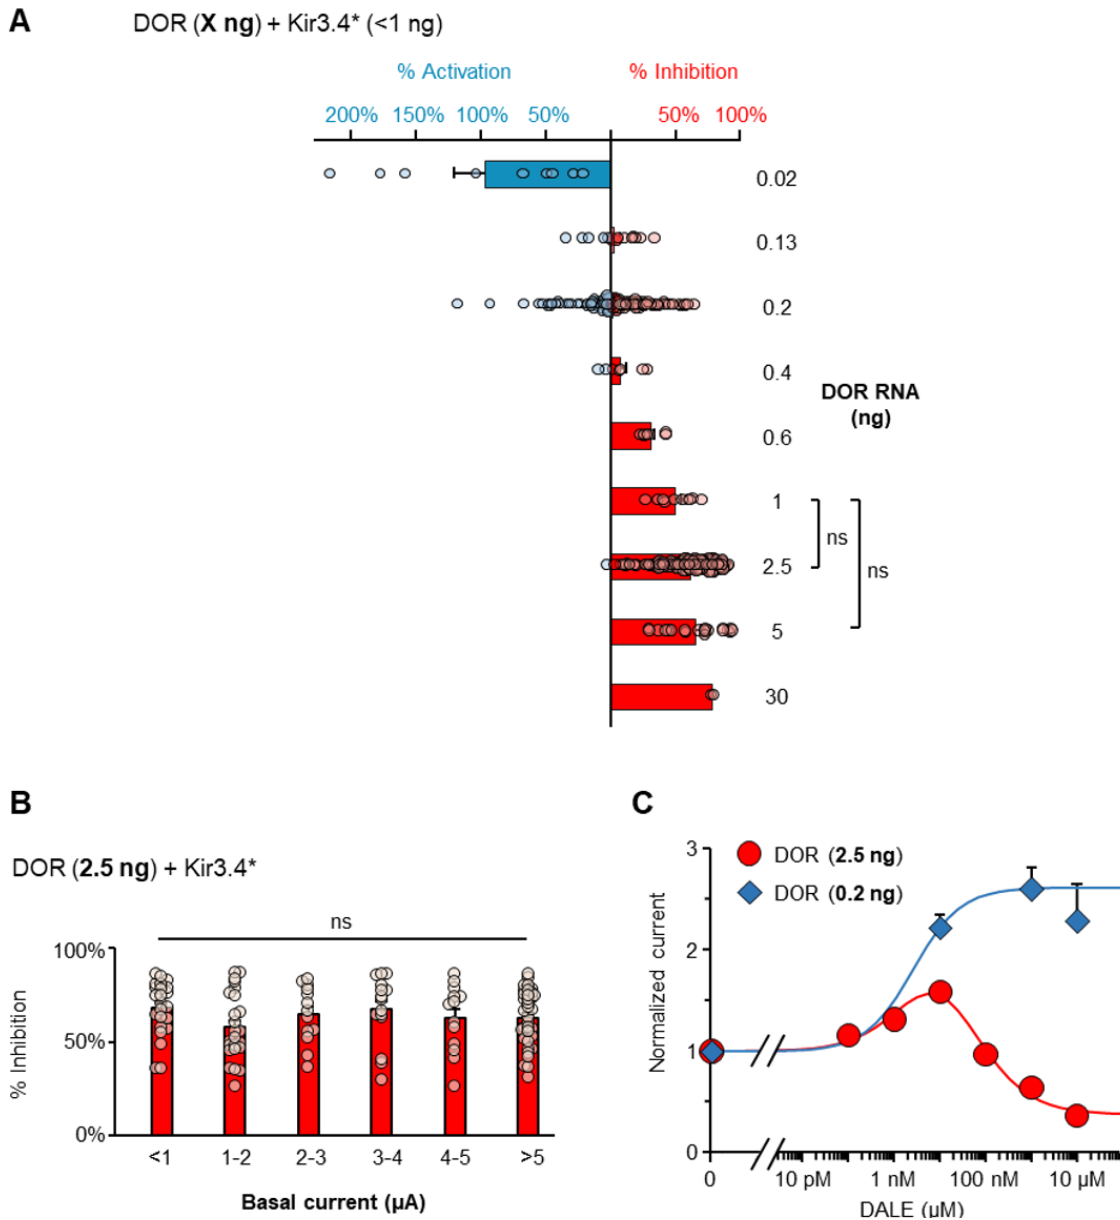 A
DOR (X ng) + Kir3.4* (<1 ng)
% Activation % Inhibition
200% 150% 100% 50% 50% 100%
0.02
0.13
0.2
0.4
DOR RNA
(ng)
0.6
1
ns
2.5
ns
5
30
B
C
DOR (2.5 ng) + Kir3.4*
ns
100%
50%
0%
% Inhibition
<1 1-2 2-3 3-4 4-5 >5
Basal current (µA)
DOR (2.5 ng)
DOR (0.2 ng)
3
2
1
0
Normalized current
0 10 pM 1 nM 100 nM 10 µM
DALE (µM)